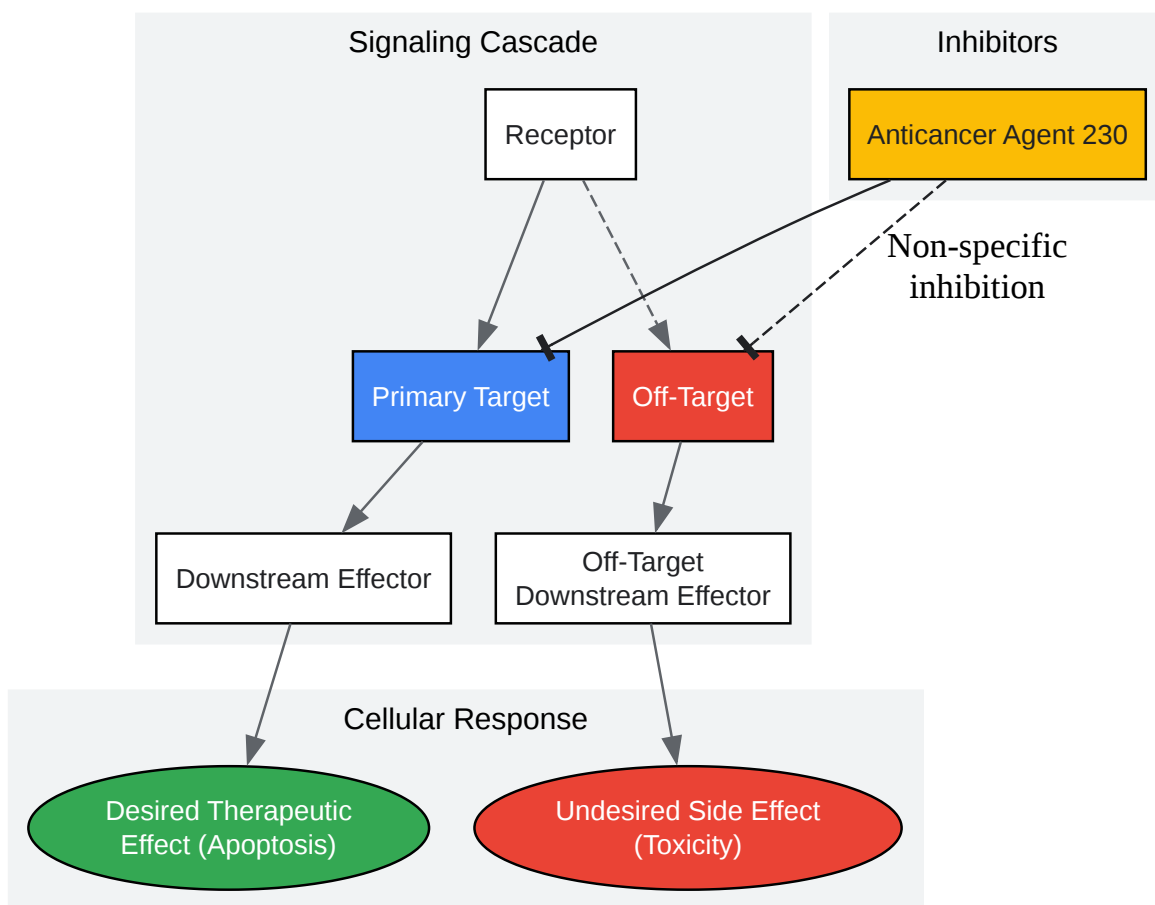 Signaling Cascade
Inhibitors
Receptor
Anticancer Agent 230
Non-specific
inhibition
Primary Target
Off-Target
Downstream Effector
Off-Target
Downstream Effector
Cellular Response
Desired Therapeutic
Effect (Apoptosis)
Undesired Side Effect
(Toxicity)